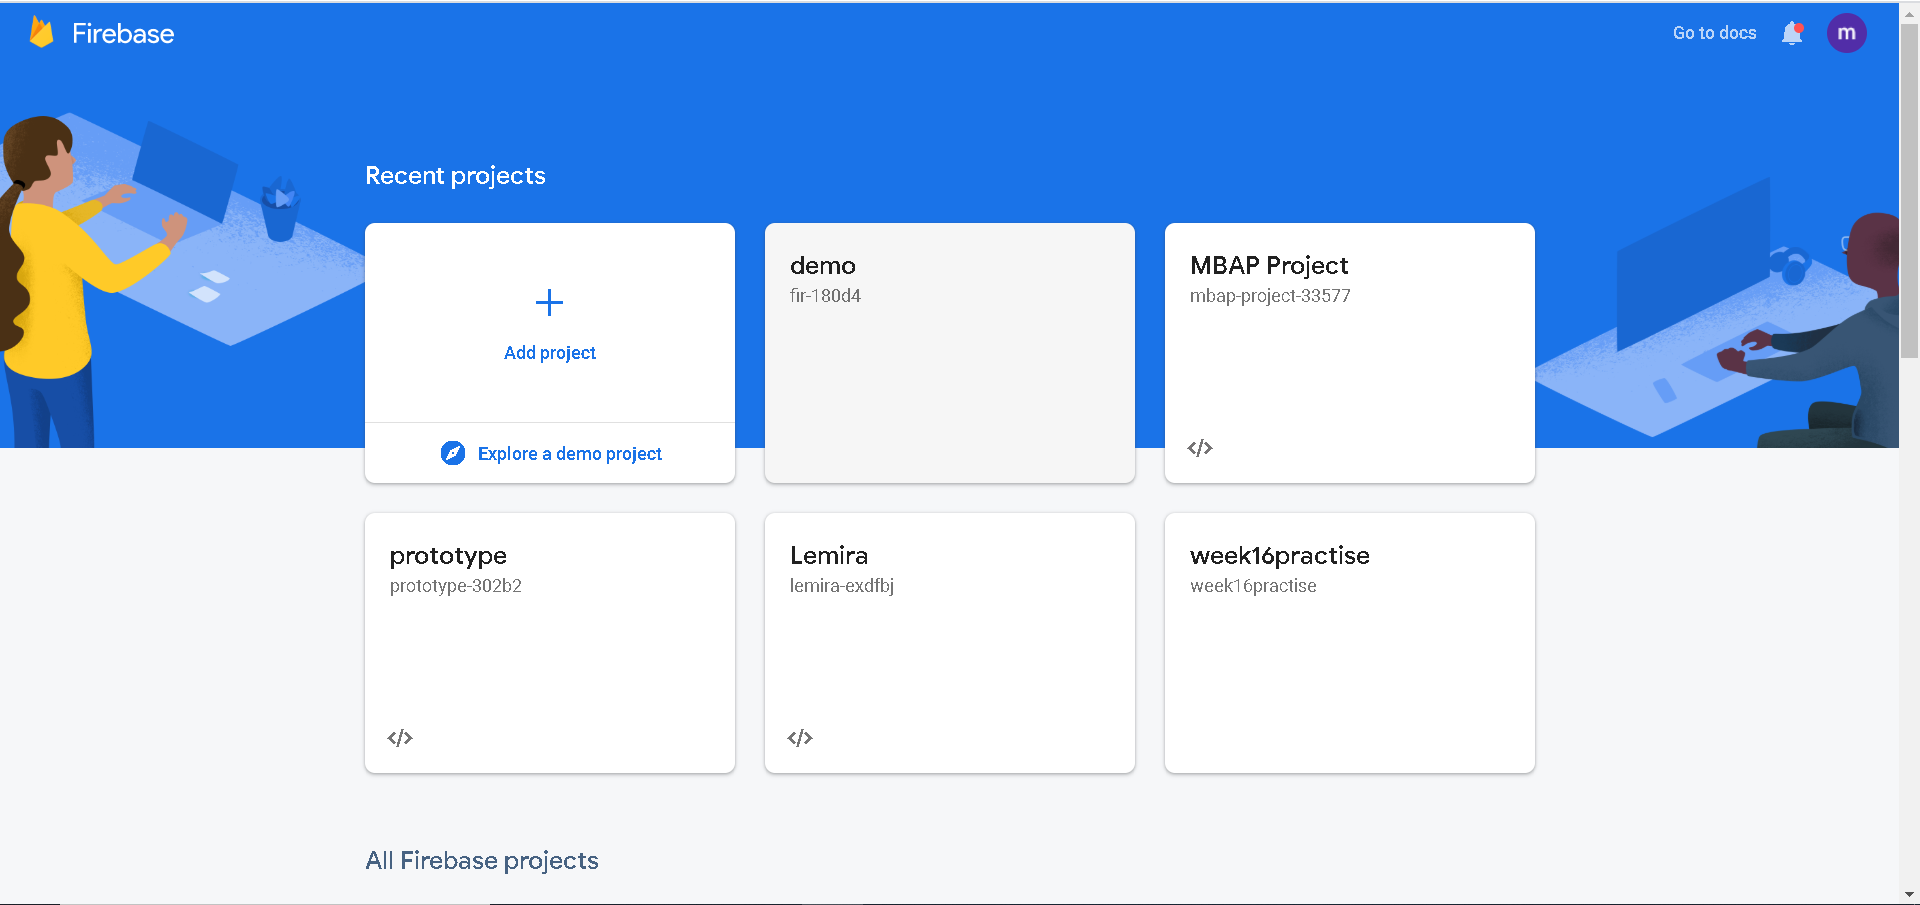 Firebase
Go to docs
m
Recent projects
Add project
Explore a demo project
demo
fir-180d4
MBAP Project
mbap-project-33577
</>
prototype
prototype-302b2
</>
Lemira
lemira-exdfbj
</>
week16practise
week16practise
All Firebase projects